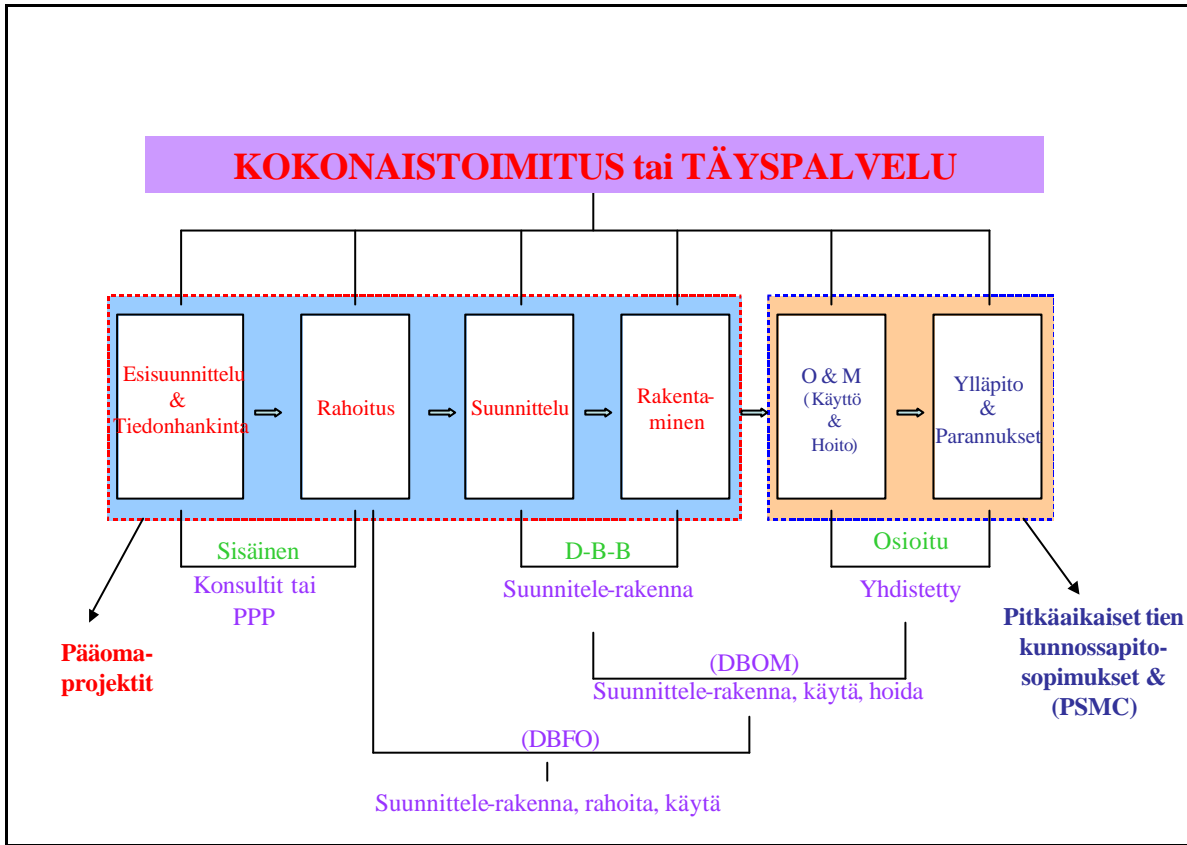 KOKONAISTOIMITUS tai TÄYSPALVELU
Esisuunnittelu
&
Tiedonhankinta
Rahoitus
Suunnittelu
Rakenta-
minen
O & M
(Käyttö
&
Hoito)
Ylläpito
&
Parannukset
Sisäinen
Konsultit tai
PPP
D-B-B
Suunnitele-rakenna
Osioitu
Yhdistetty
Pääoma-
projektit
Pitkäaikaiset tien
kunnossapito-
sopimukset &
(PSMC)
(DBOM)
Suunnittele-rakenna, käytä, hoida
(DBFO)
Suunnittele-rakenna, rahoita, käytä